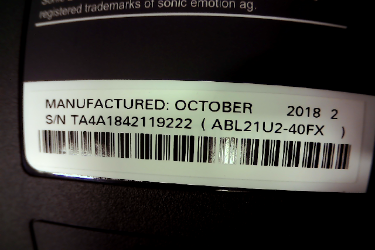 registered trademarks of sonic emotion ag.
MANUFACTURED: OCTOBER 2018 2
S/N TA4A1842119222 ( ABL21U2-40FX )